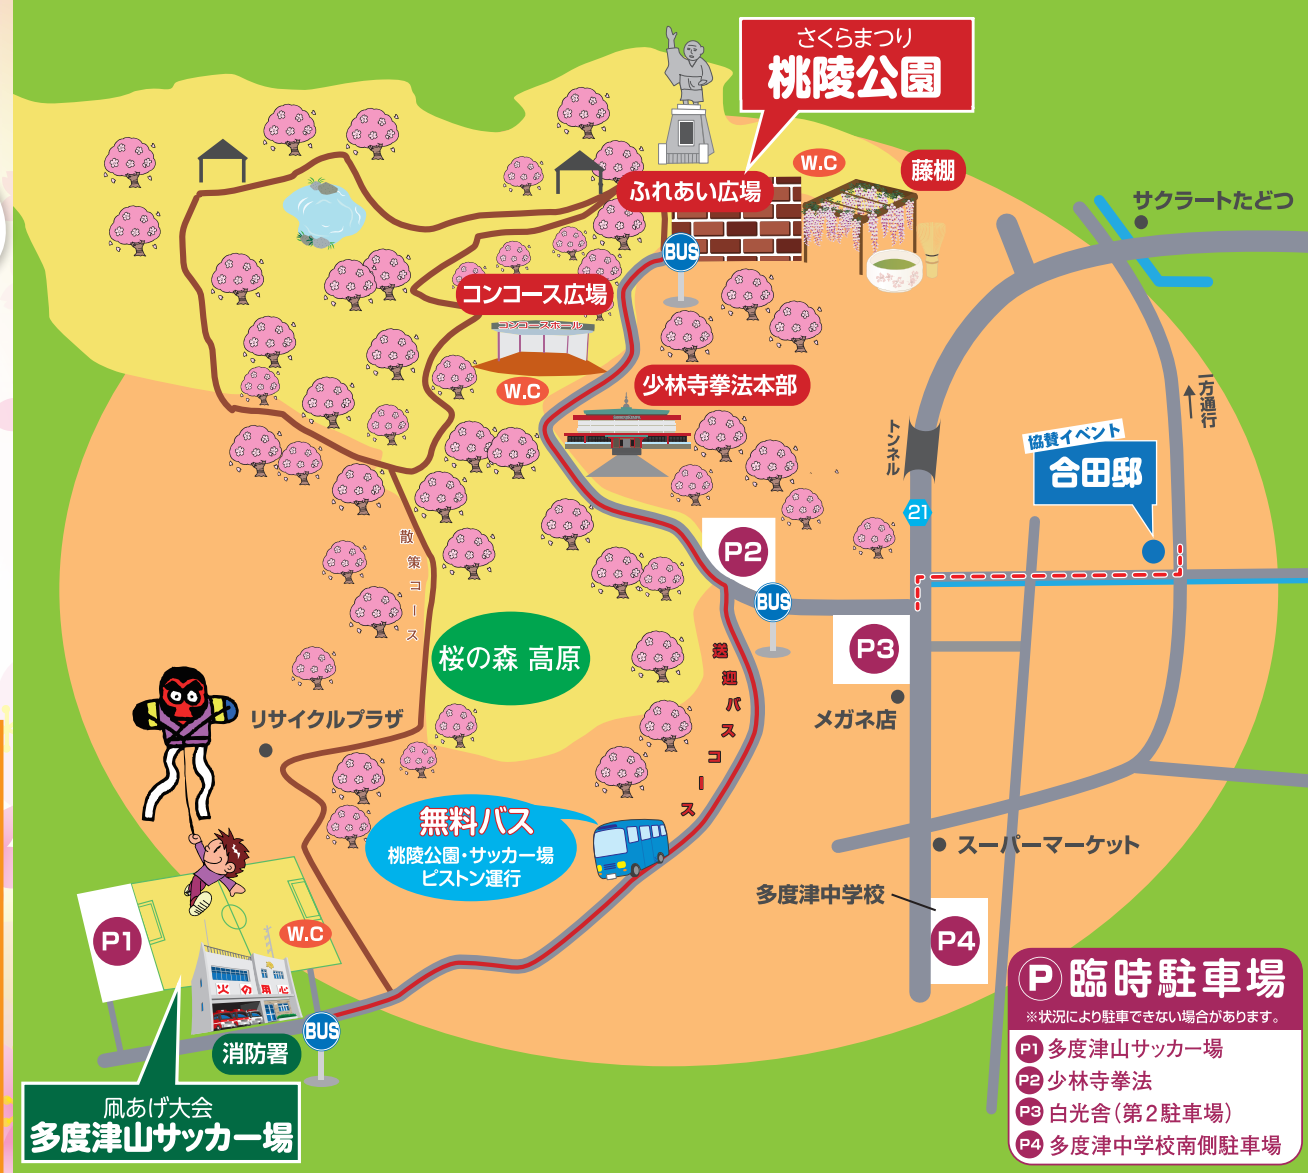 さくらまつり
桃陵公園
W.C
藤棚
ふれあい広場
サクラートたどつ
BUS
コンコース広場
コンコースホール
W.C
少林寺拳法本部
一方通行
トンネル
協賛イベント
合田邸
21
散策コース
P2
BUS
桜の森 高原
送迎バスコース
P3
メガネ店
リサイクルプラザ
無料バス
桃陵公園・サッカー場
ピストン運行
スーパーマーケット
多度津中学校
P1
W.C
P4
火の用心
BUS
消防署
凧あげ大会
多度津山サッカー場
P 臨時駐車場
※状況により駐車できない場合があります。
P1 多度津山サッカー場
P2 少林寺拳法
P3 白光舎(第2駐車場)
P4 多度津中学校南側駐車場